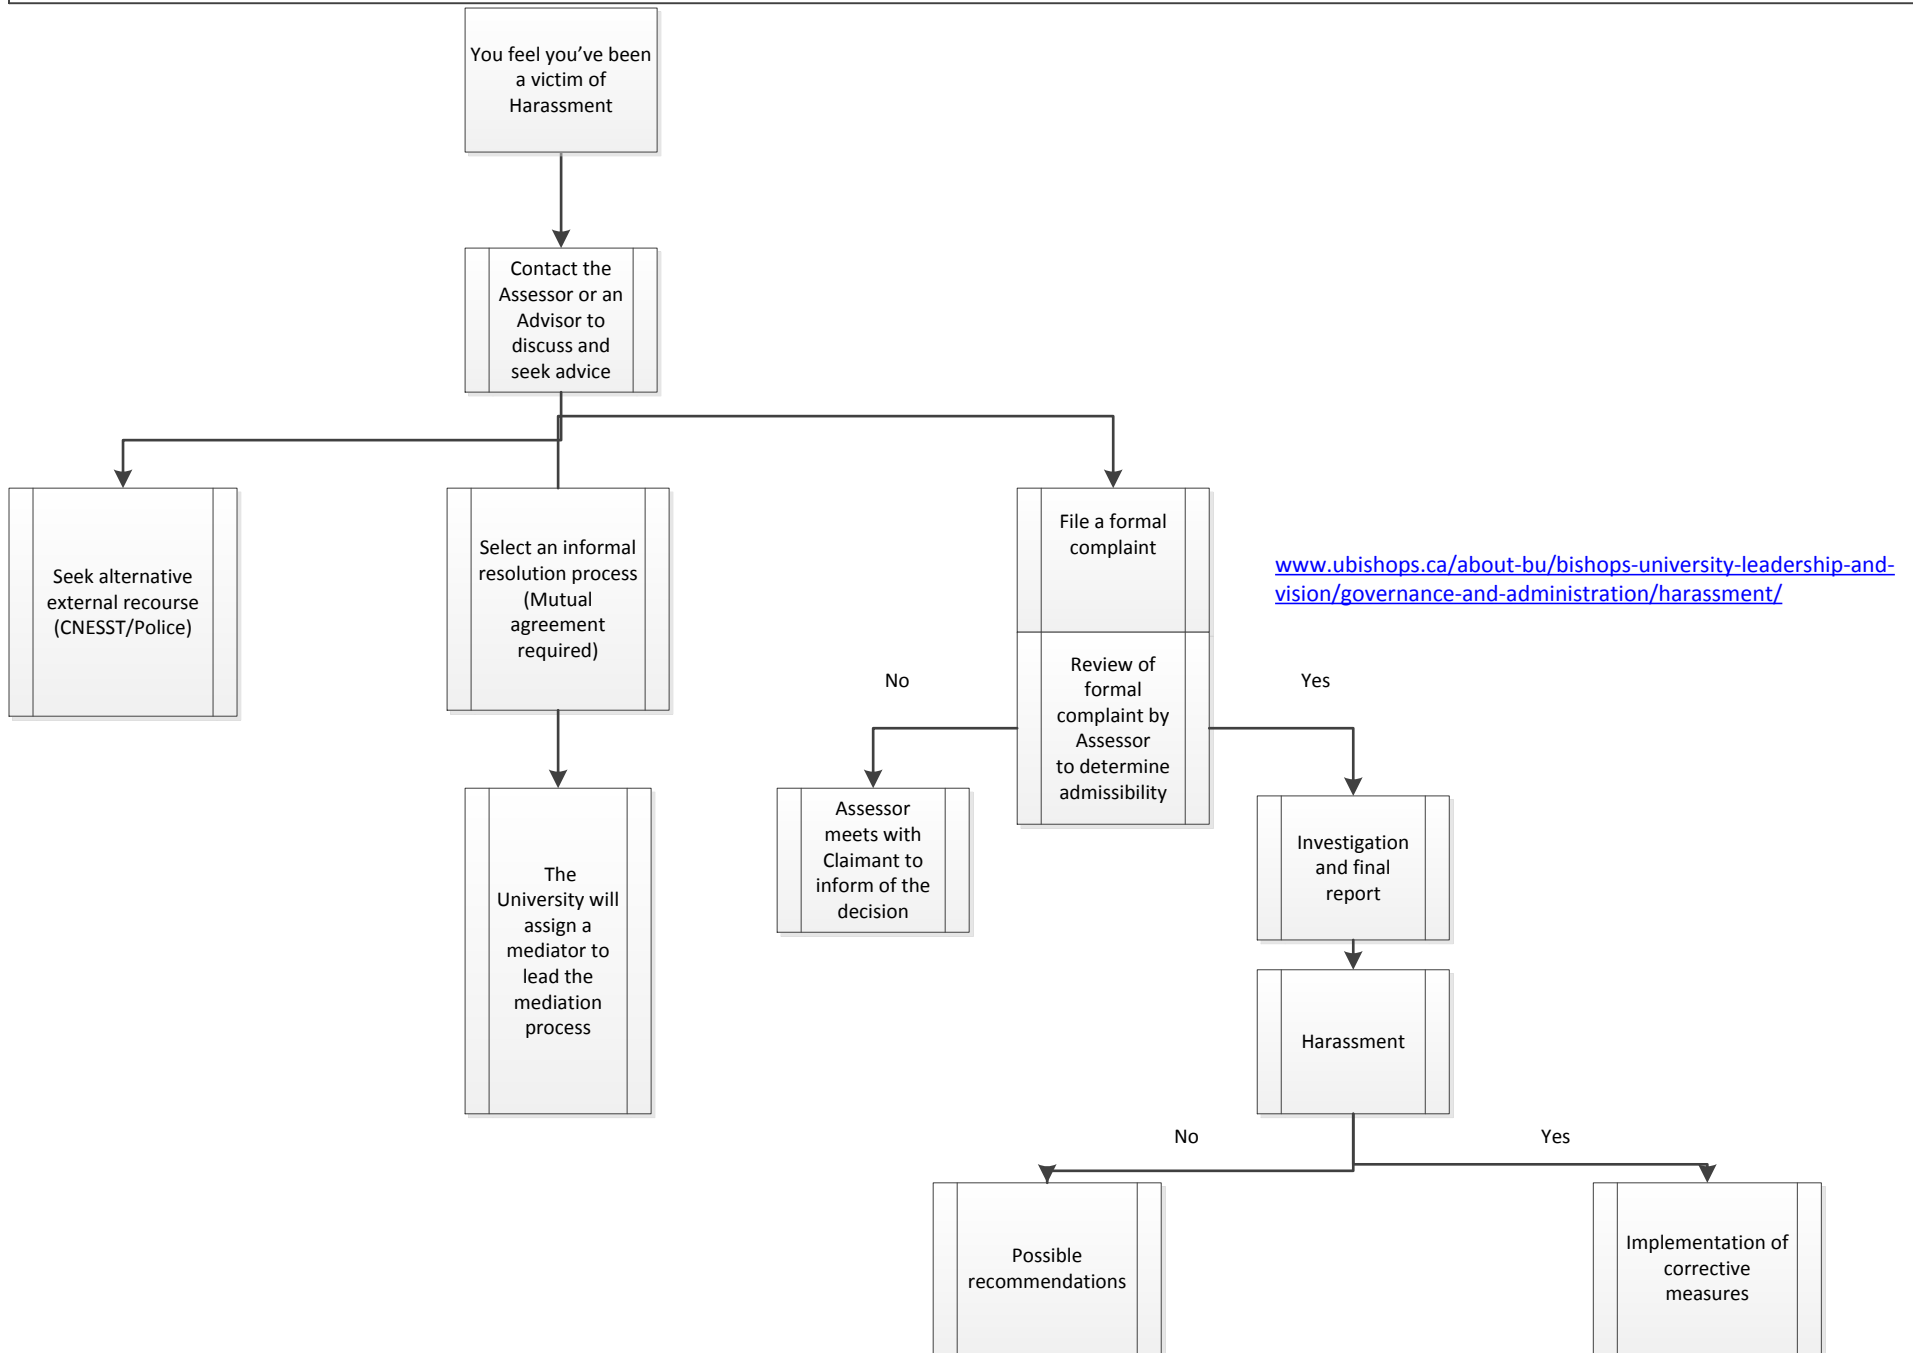 You feel you’ve been
a victim of
Harassment
Contact the
Assessor or an
Advisor to
discuss and
seek advice
Seek alternative
external recourse
(CNESST/Police)
Select an informal
resolution process
(Mutual
agreement
required)
File a formal
complaint
www.ubishops.ca/about-bu/bishops-university-leadership-and-
vision/governance-and-administration/harassment/
No
Review of
formal
complaint by
Assessor
to determine
admissibility
Yes
The
University will
assign a
mediator to
lead the
mediation
process
Assessor
meets with
Claimant to
inform of the
decision
Investigation
and final
report
Harassment
No
Yes
Possible
recommendations
Implementation of
corrective
measures